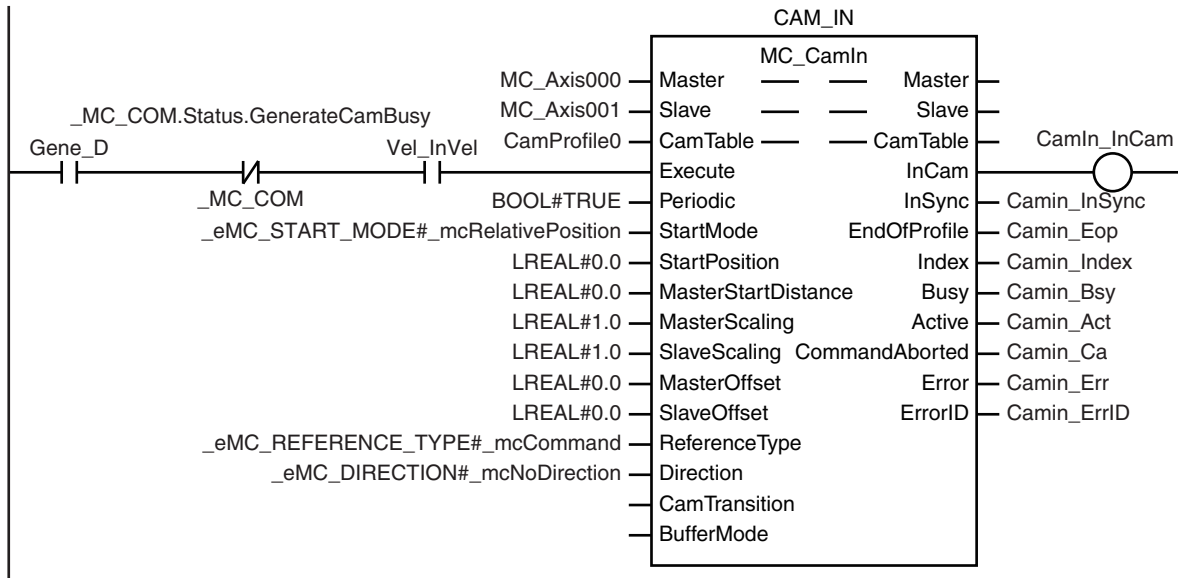 CAM_IN
MC_CamIn
MC_Axis000 Master Master
MC_Axis001 Slave Slave
_MC_COM.Status.GenerateCamBusy
CamProfile0 CamTable CamTable CamIn_InCam
Gene_D Vel_InVel
Execute InCam
_MC_COM
BOOL#TRUE Periodic InSync Camin_InSync
_eMC_START_MODE#_mcRelativePosition StartMode EndOfProfile Camin_Eop
LREAL#0.0 StartPosition Index Camin_Index
LREAL#0.0 MasterStartDistance Busy Camin_Bsy
LREAL#1.0 MasterScaling Active Camin_Act
LREAL#1.0 SlaveScaling CommandAborted Camin_Ca
LREAL#0.0 MasterOffset Error Camin_Err
LREAL#0.0 SlaveOffset ErrorID Camin_ErrID
_eMC_REFERENCE_TYPE#_mcCommand ReferenceType
_eMC_DIRECTION#_mcNoDirection Direction
CamTransition
BufferMode